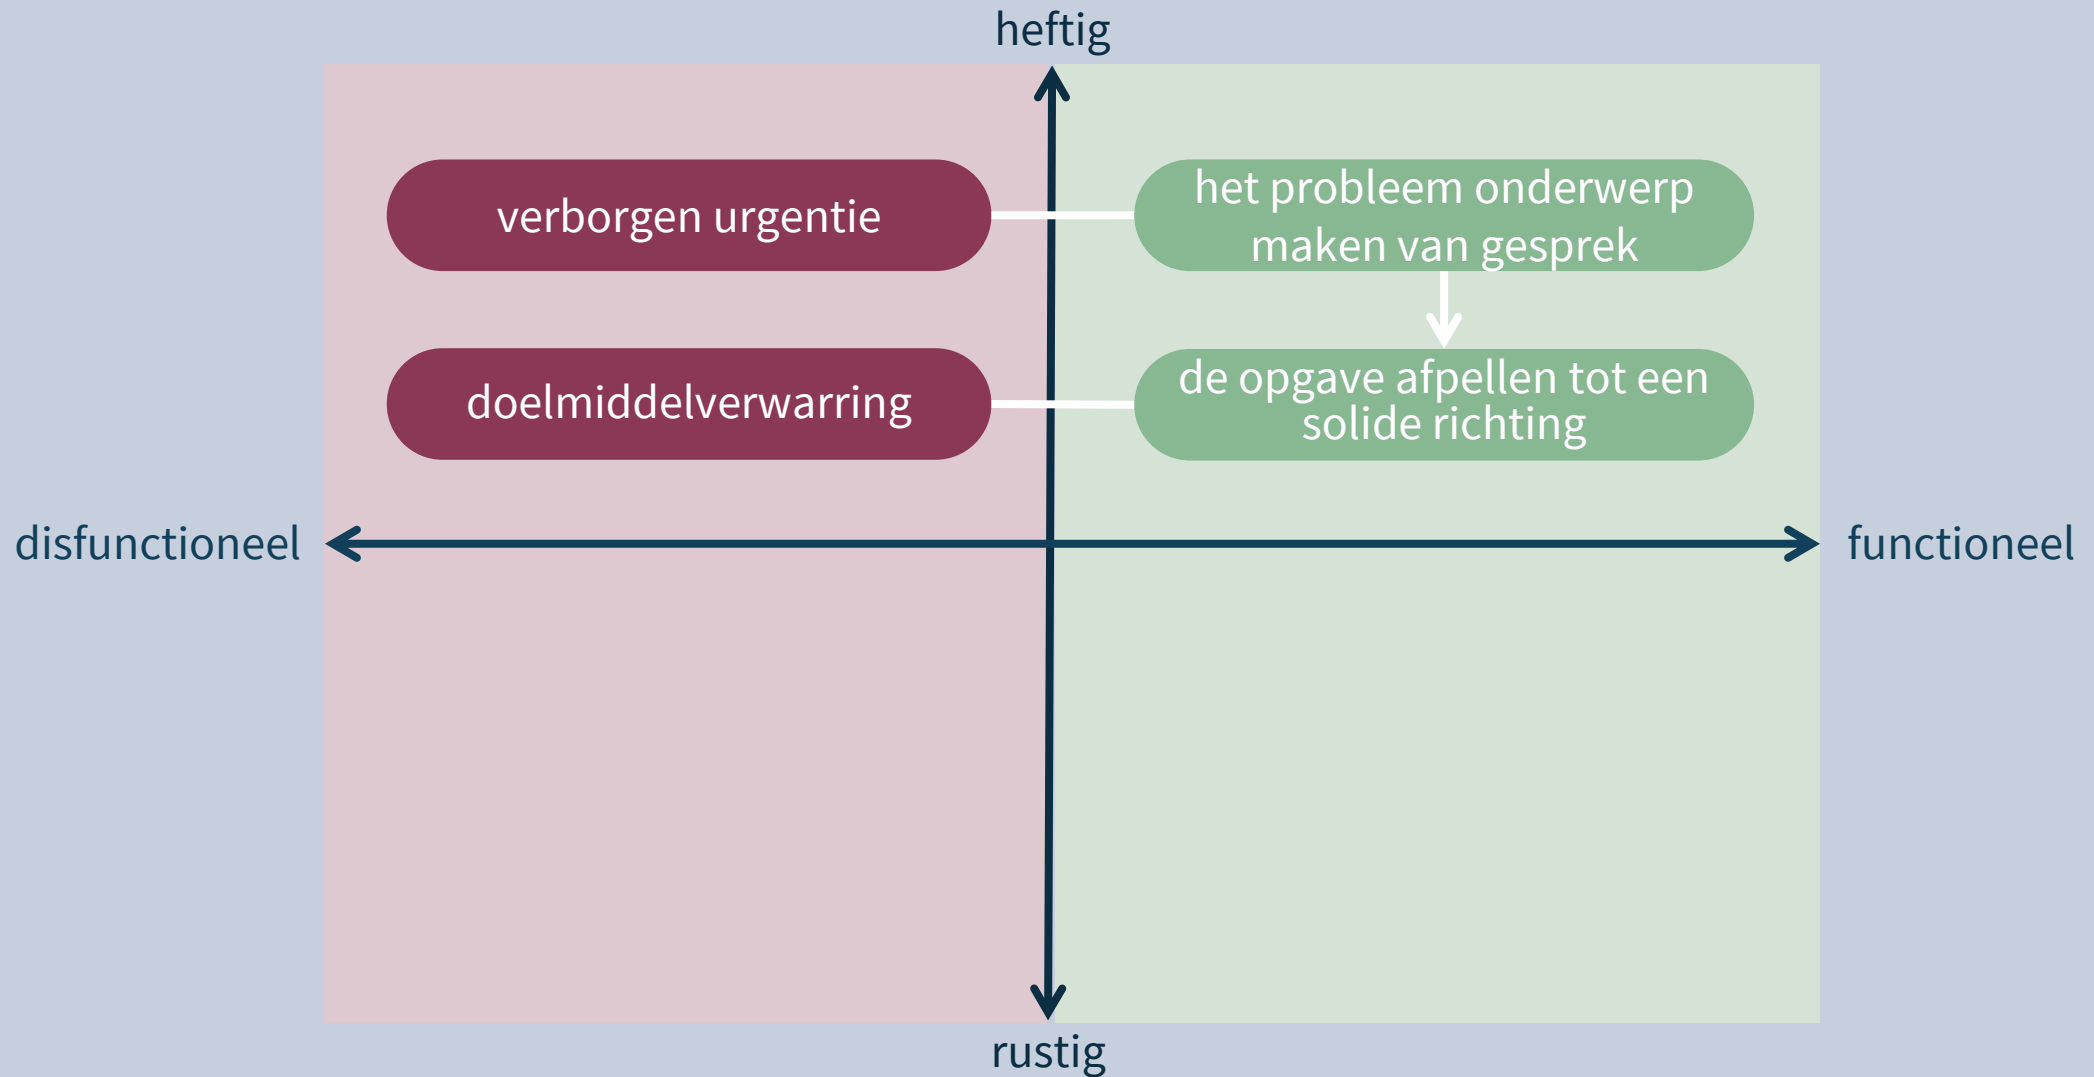 heftig
verborgen urgentie
het probleem onderwerp
maken van gesprek
doelmiddelverwarring
de opgave afpellen tot een
solide richting
disfunctioneel
functioneel
rustig